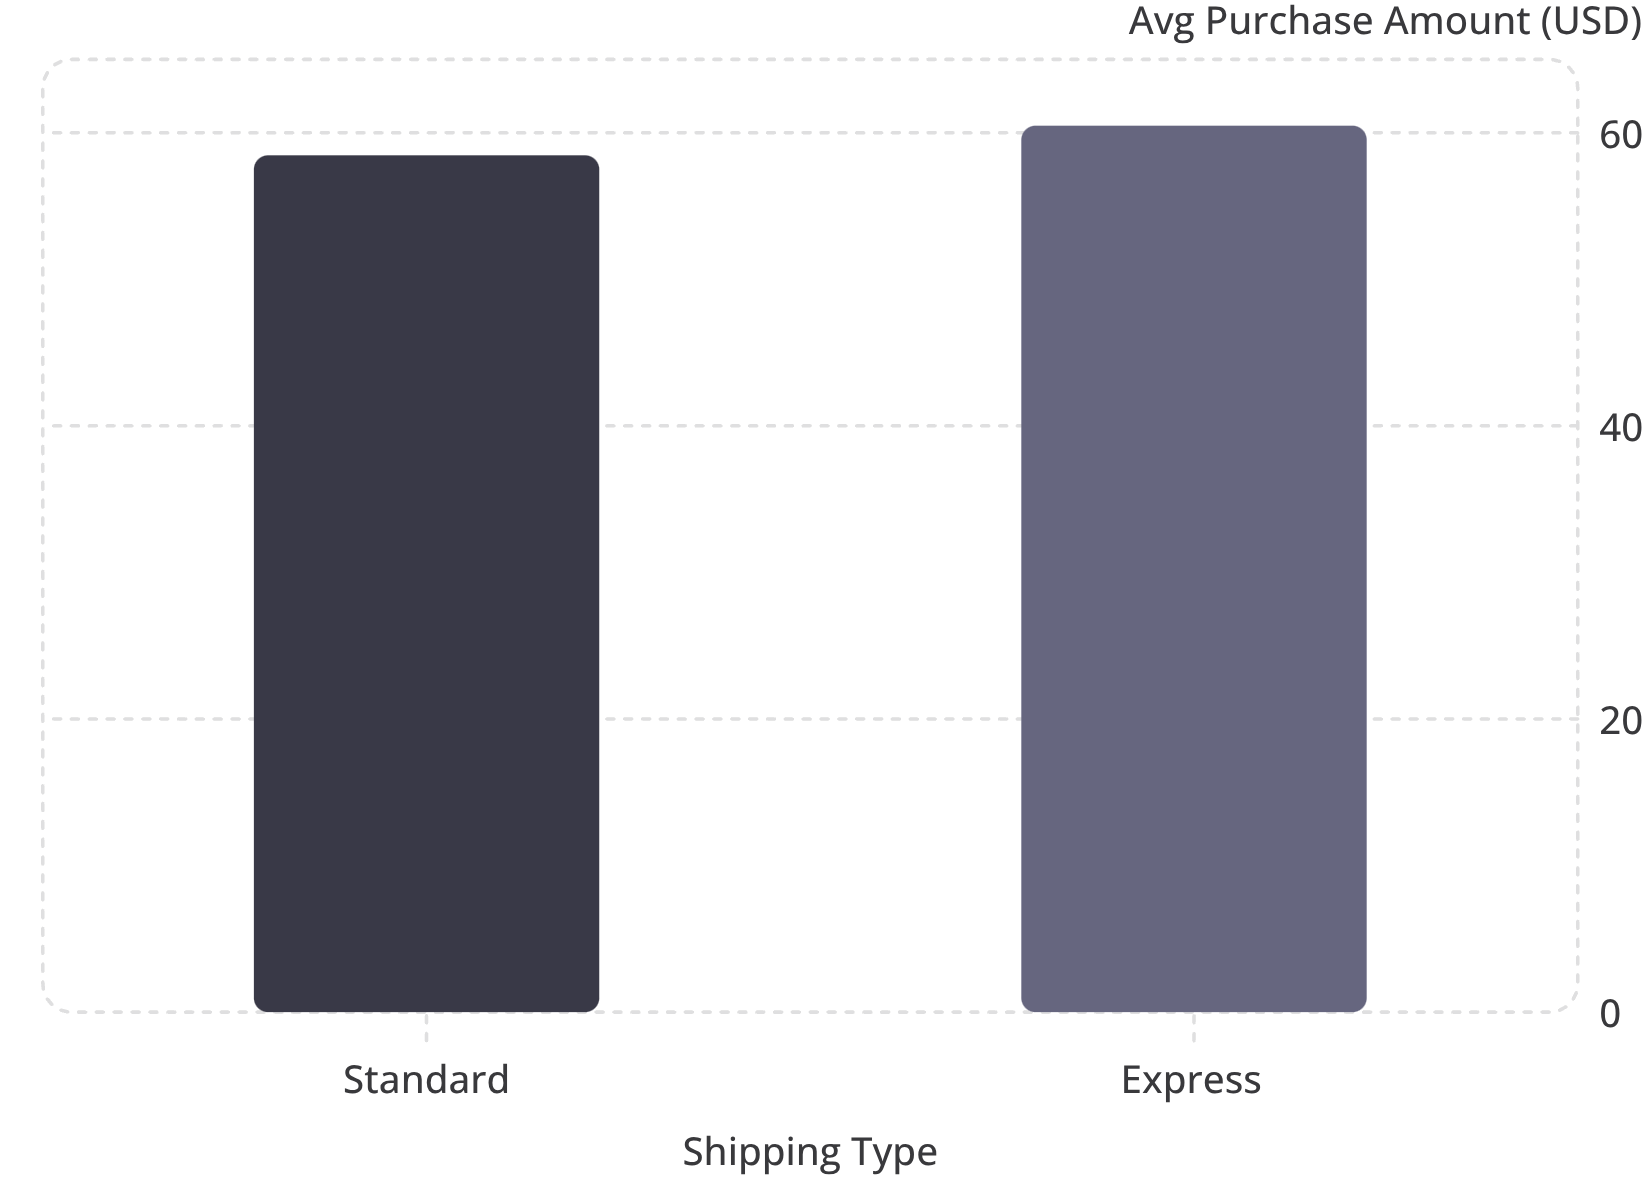 Avg Purchase Amount (USD)
60
40
20
0
Standard
Express
Shipping Type